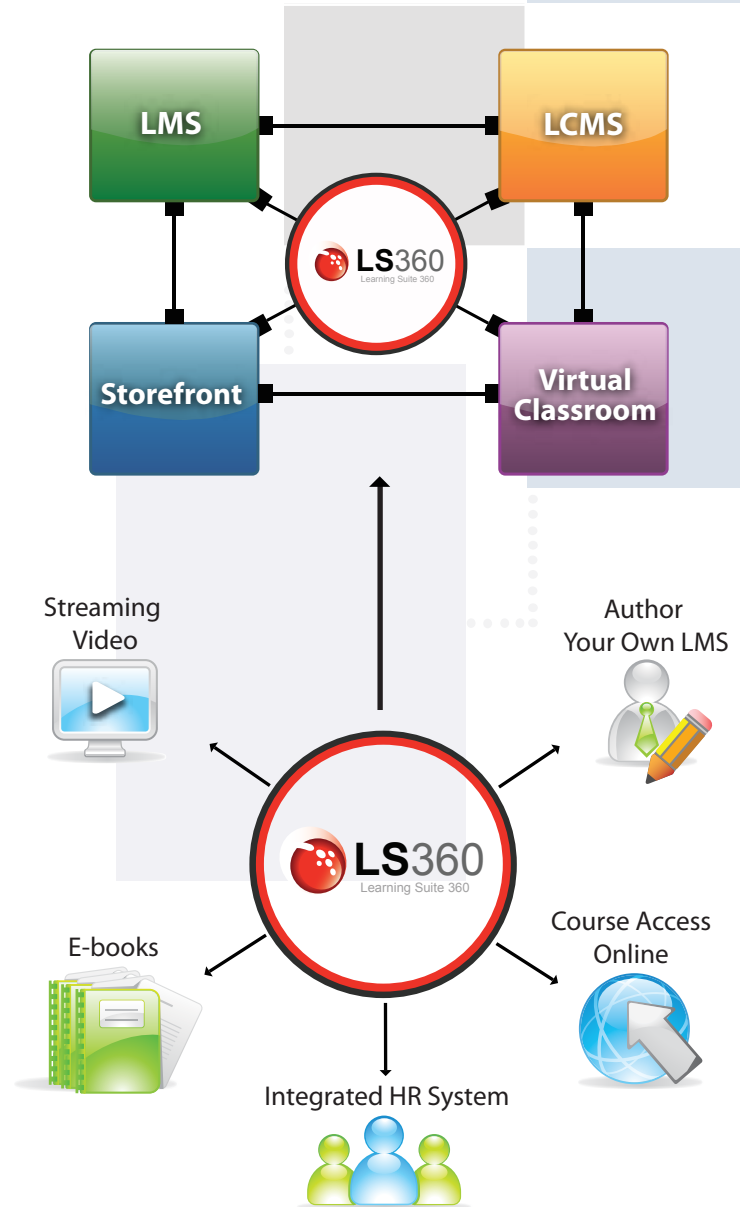 LMS
LCMS
LS360
Learning Suite 360
Storefront
Virtual
Classroom
Streaming
Video
Author
Your Own LMS
LS360
Learning Suite 360
E-books
Course Access
Online
Integrated HR System